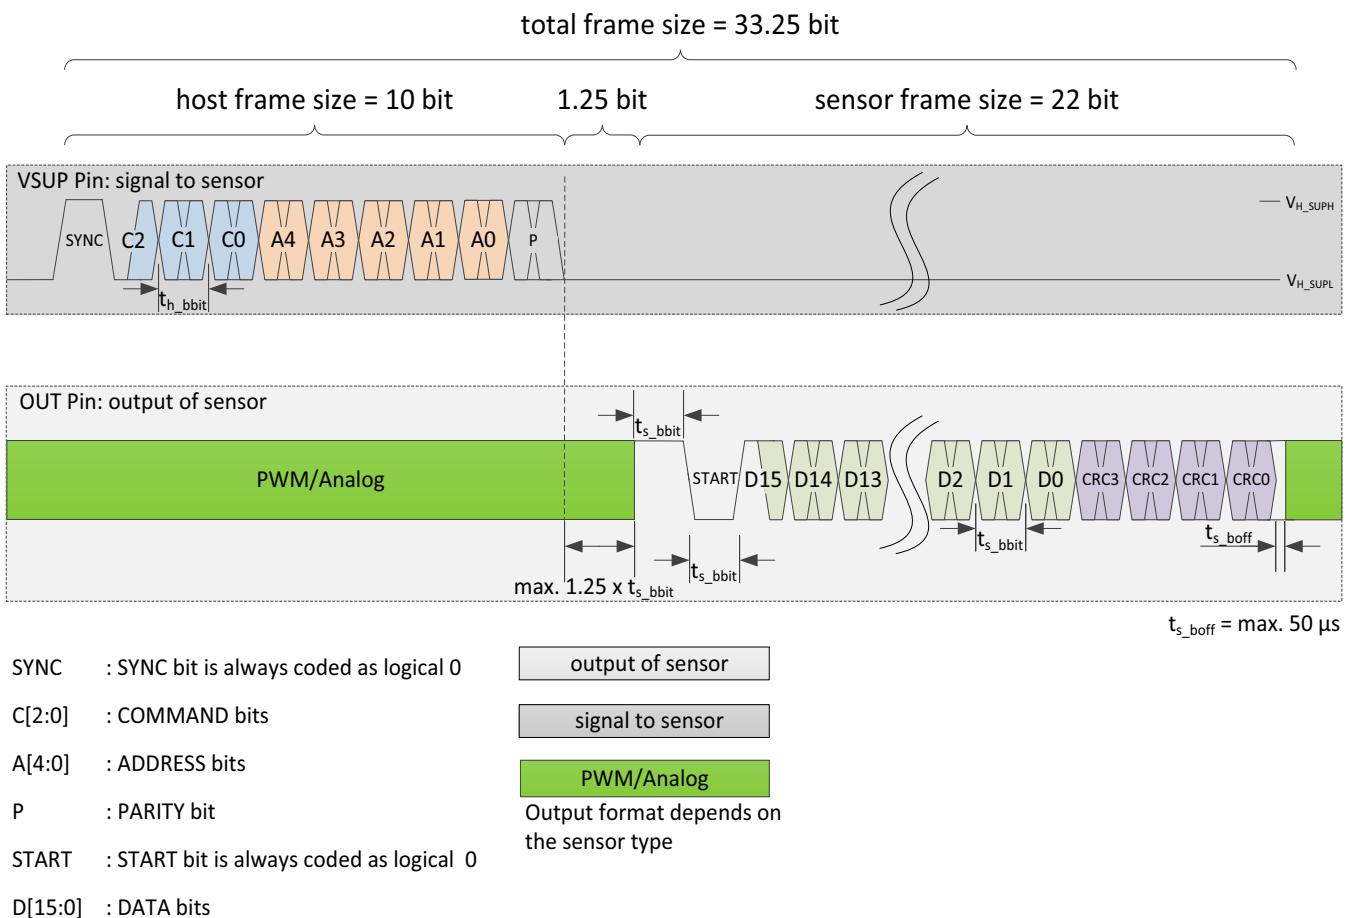 total frame size = 33.25 bit
host frame size = 10 bit 1.25 bit sensor frame size = 22 bit
VSUP Pin: signal to sensor
V_H_SUPH
SYNC C2 C1 C0 A4 A3 A2 A1 A0 P
V_H_SUPL
t_h_bbit
OUT Pin: output of sensor
t_s_bbit
PWM/Analog START D15 D14 D13 D2 D1 D0 CRC3 CRC2 CRC1 CRC0
t_s_bbit t_s_bbit t_s_boff
max. 1.25 x t_s_bbit
t_s_boff = max. 50 µs
SYNC : SYNC bit is always coded as logical 0
C[2:0] : COMMAND bits
A[4:0] : ADDRESS bits
P : PARITY bit
START : START bit is always coded as logical 0
D[15:0] : DATA bits
output of sensor
signal to sensor
PWM/Analog
Output format depends on
the sensor type